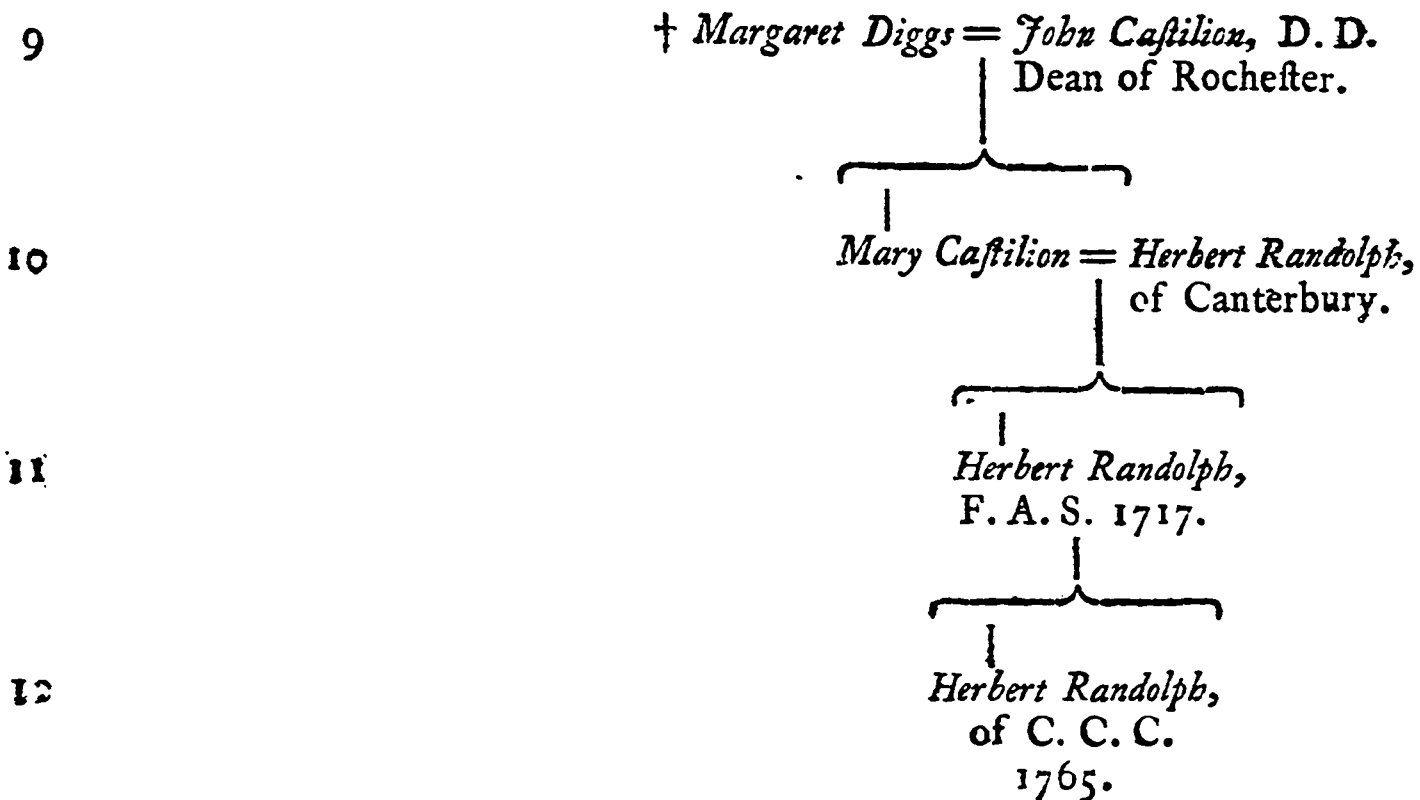 9 † Margaret Diggs = John Caſtilion, D. D.
Dean of Rocheſter.
10 Mary Caſtilion = Herbert Randolph,
of Canterbury.
11 Herbert Randolph,
F. A. S. 1717.
12 Herbert Randolph,
of C. C. C.
1765.